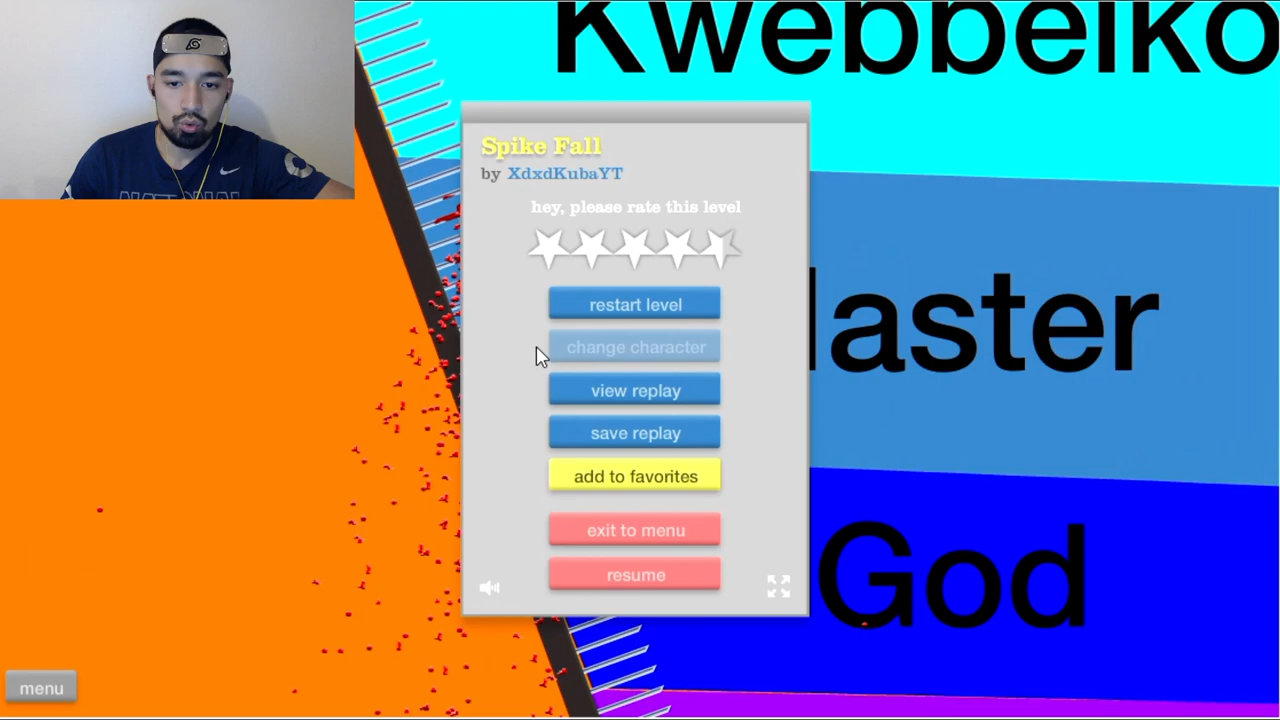 Kwebbelko
Spike Fall
by XdxdKubaYT
hey, please rate this level
restart level
change character
view replay
save replay
add to favorites
exit to menu
resume
aster
God
menu